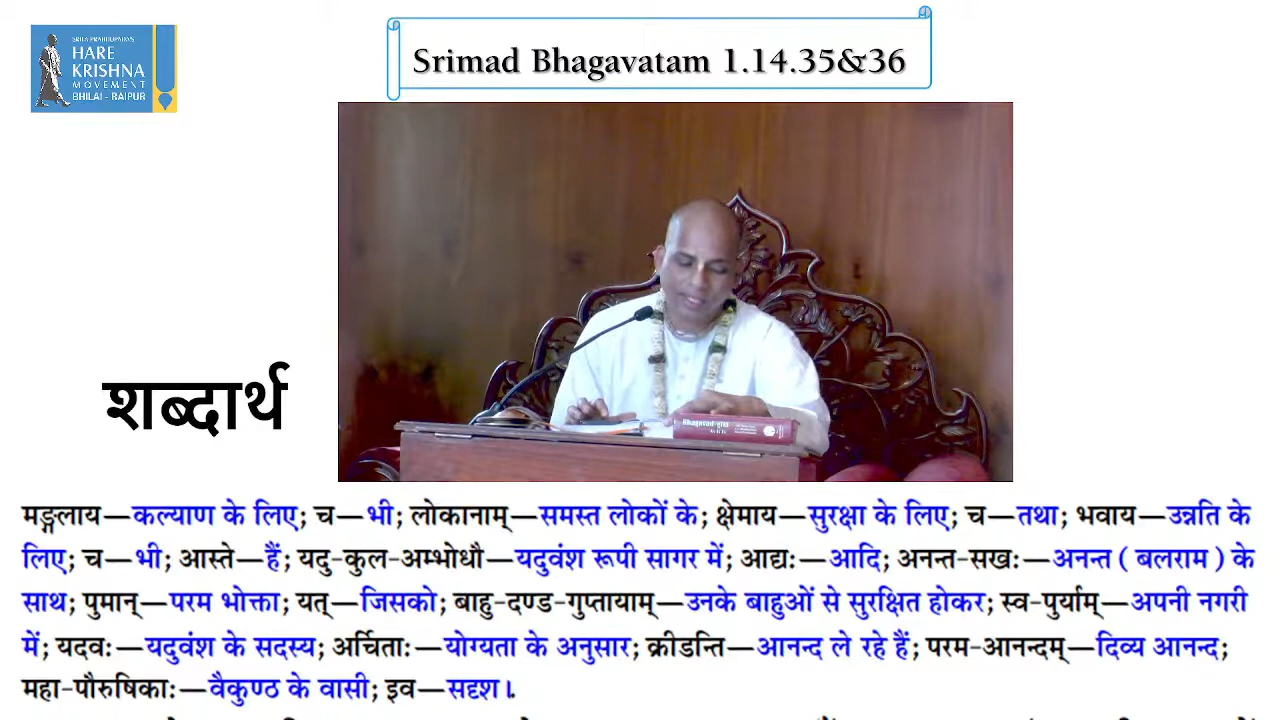 SRILA PRABHUPADA'S
HARE
KRISHNA
MOVEMENT
BHILAI - RAIPUR
Srimad Bhagavatam 1.14.35&36
Bhagavad-gita
As It Is
शब्दार्थ
मङ्गलाय—कल्याण के लिए; च—भी; लोकानाम्—समस्त लोकों के; क्षेमाय—सुरक्षा के लिए; च—तथा; भवाय—उन्नति के
लिए; च—भी; आस्ते—हैं; यदु-कुल-अम्भोधौ—यदुवंश रूपी सागर में; आद्यः—आदि; अनन्त-सखः—अनन्त ( बलराम ) के
साथ; पुमान्—परम भोक्ता; यत्—जिसको; बाहु-दण्ड-गुप्तायाम्—उनके बाहुओं से सुरक्षित होकर; स्व-पुर्याम्—अपनी नगरी
में; यदवः—यदुवंश के सदस्य; अर्चिताः—योग्यता के अनुसार; क्रीडन्ति—आनन्द ले रहे हैं; परम-आनन्दम्—दिव्य आनन्द;
महा-पौरुषिकाः—वैकुण्ठ के वासी; इव—सदृश।